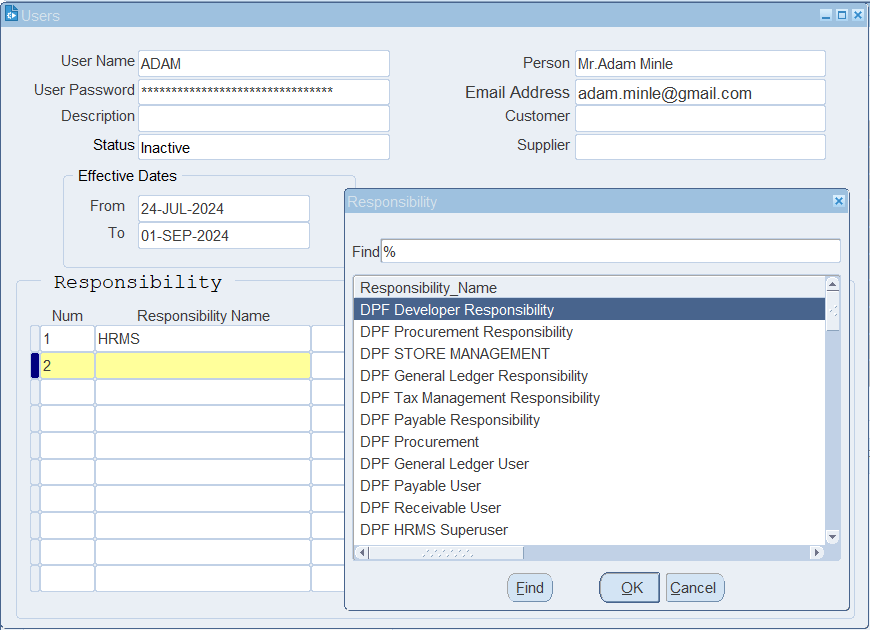 Users
User Name ADAM
User Password ********************************
Description
Status Inactive
Person Mr.Adam Minle
Email Address adam.minle@gmail.com
Customer
Supplier
Effective Dates
From 24-JUL-2024
To 01-SEP-2024
Responsibility
Num Responsibility Name
1 HRMS
2
Responsibility
Find %
Responsibility_Name
DPF Developer Responsibility
DPF Procurement Responsibility
DPF STORE MANAGEMENT
DPF General Ledger Responsibility
DPF Tax Management Responsibility
DPF Payable Responsibility
DPF Procurement
DPF General Ledger User
DPF Payable User
DPF Receivable User
DPF HRMS Superuser
Find OK Cancel